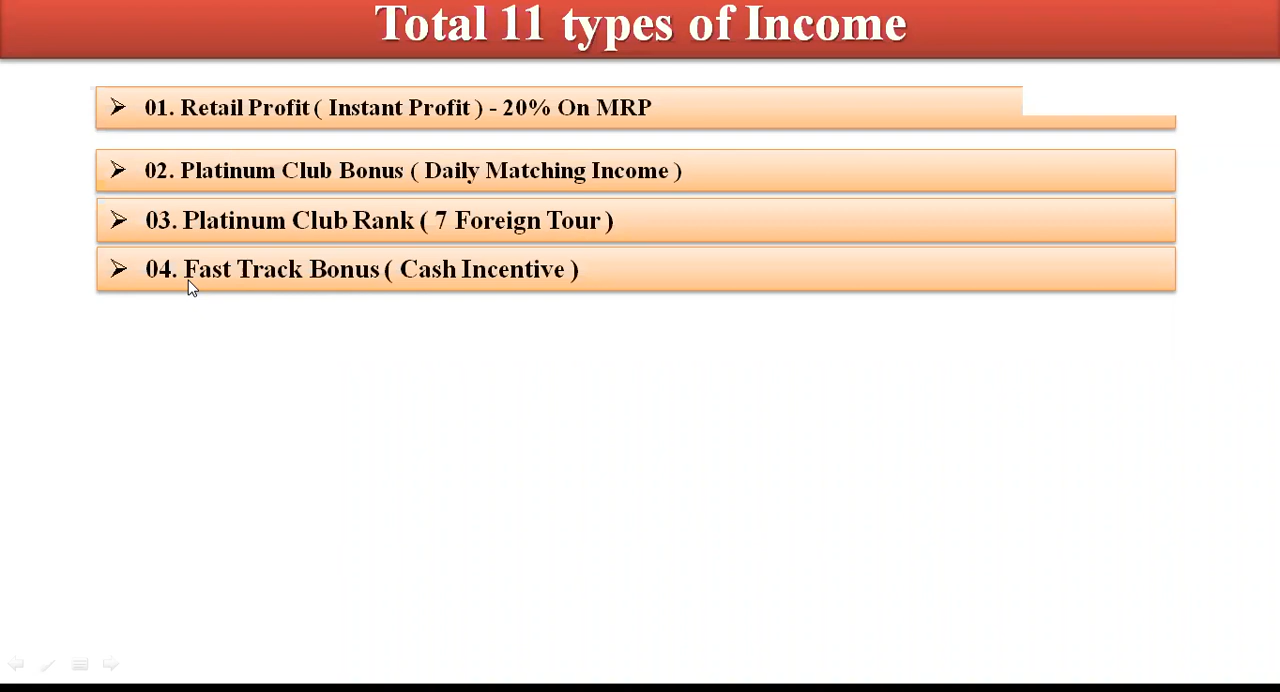 Total 11 types of Income
01. Retail Profit ( Instant Profit ) - 20% On MRP
02. Platinum Club Bonus ( Daily Matching Income )
03. Platinum Club Rank ( 7 Foreign Tour )
04. Fast Track Bonus ( Cash Incentive )